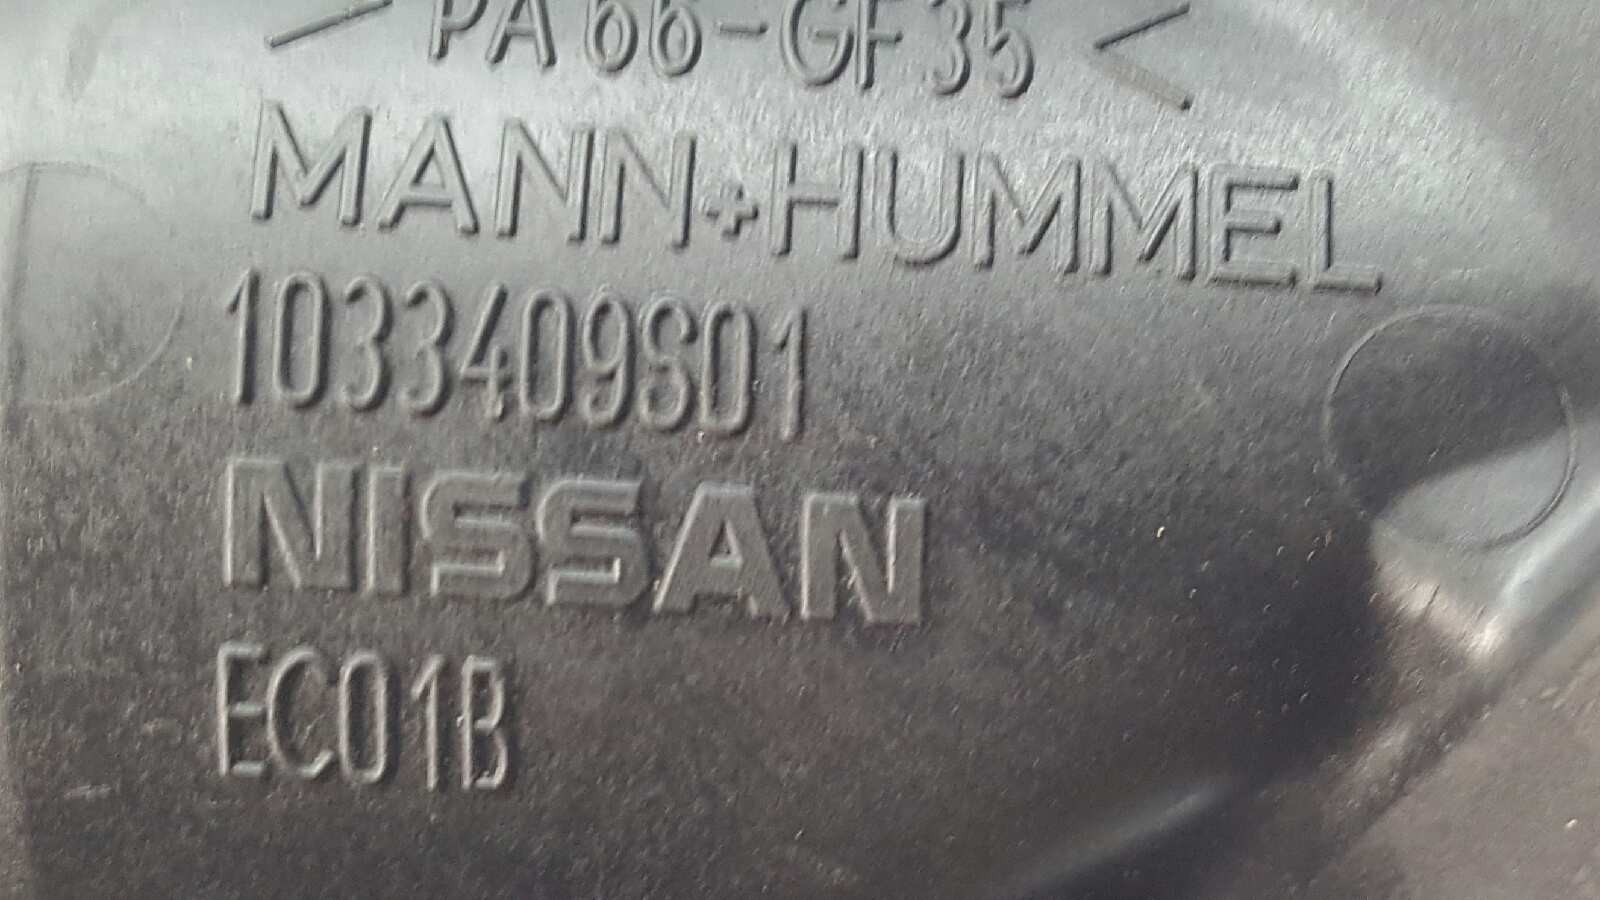 >PA66-GF35<
MANN+HUMMEL
1033409S01
NISSAN
EC01B